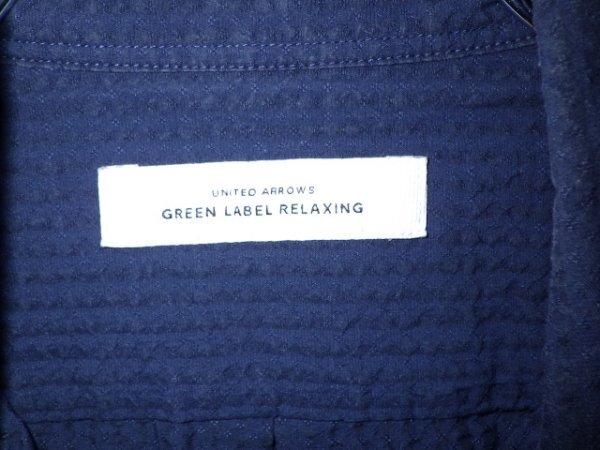 UNITED ARROWS
GREEN LABEL RELAXING